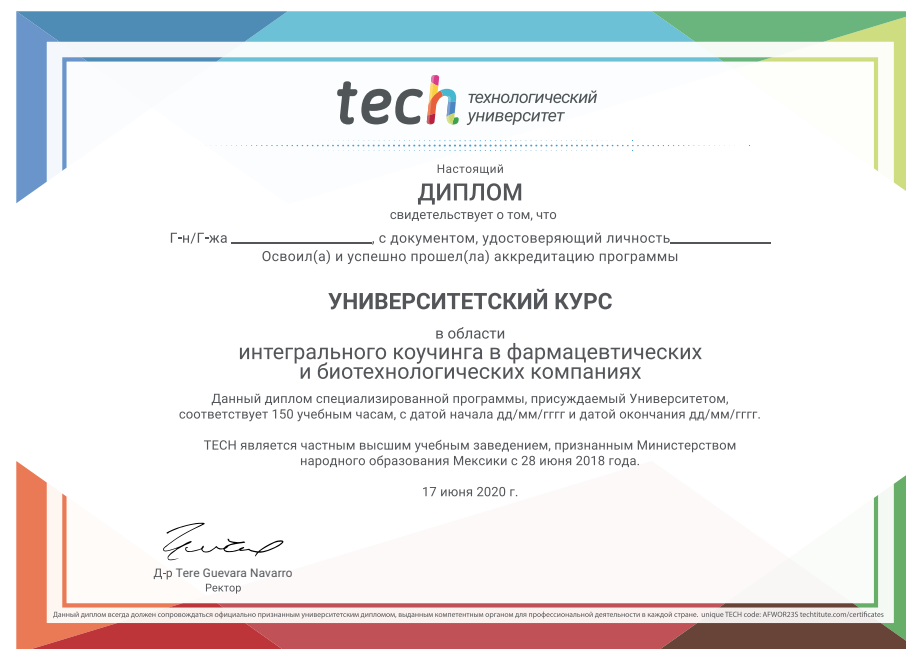 tech технологический
университет
Настоящий
ДИПЛОМ
свидетельствует о том, что
Г-н/Г-жа ____________________, с документом, удостоверяющий личность______________
Освоил(а) и успешно прошел(ла) аккредитацию программы
УНИВЕРСИТЕТСКИЙ КУРС
в области
интегрального коучинга в фармацевтических
и биотехнологических компаниях
Данный диплом специализированной программы, присуждаемый Университетом,
соответствует 150 учебным часам, с датой начала дд/мм/гггг и датой окончания дд/мм/гггг.
TECH является частным высшим учебным заведением, признанным Министерством
народного образования Мексики с 28 июня 2018 года.
17 июня 2020 г.
Д-р Tere Guevara Navarro
Ректор
Данный диплом всегда должен сопровождаться официально признанным университетским дипломом, выданным компетентным органом для профессиональной деятельности в каждой стране. unique TECH code: AFWOR23S techtitute.com/certificates